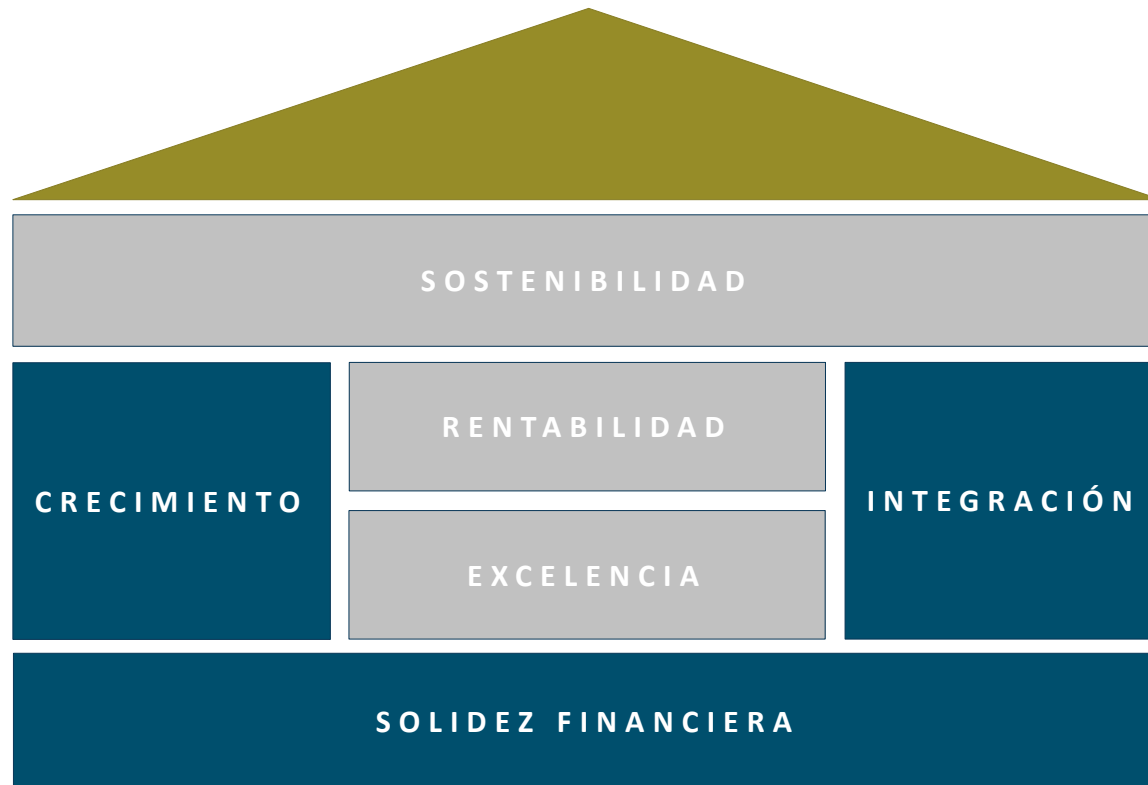 SOSTENIBILIDAD
RENTABILIDAD
CRECIMIENTO
INTEGRACIÓN
EXCELENCIA
SOLIDEZ FINANCIERA